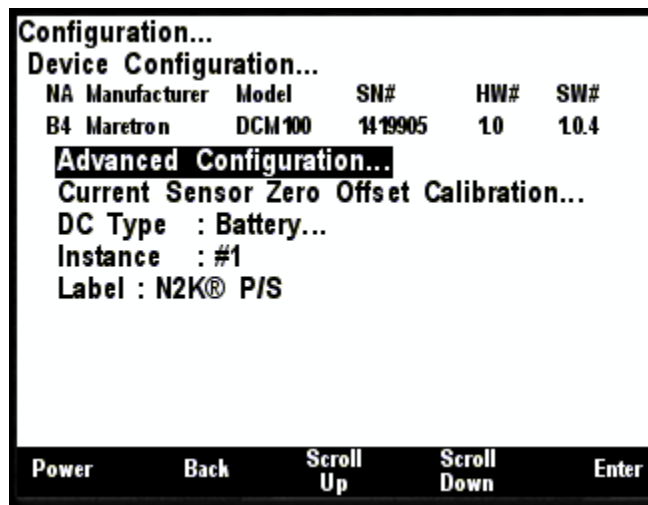 Configuration...
Device Configuration...
NA Manufacturer Model SN# HW# SW#
B4 Maretron DCM100 1419905 1.0 1.0.4
Advanced Configuration...
Current Sensor Zero Offset Calibration...
DC Type : Battery...
Instance : #1
Label : N2K® P/S
Power Back Scroll Up Scroll Down Enter